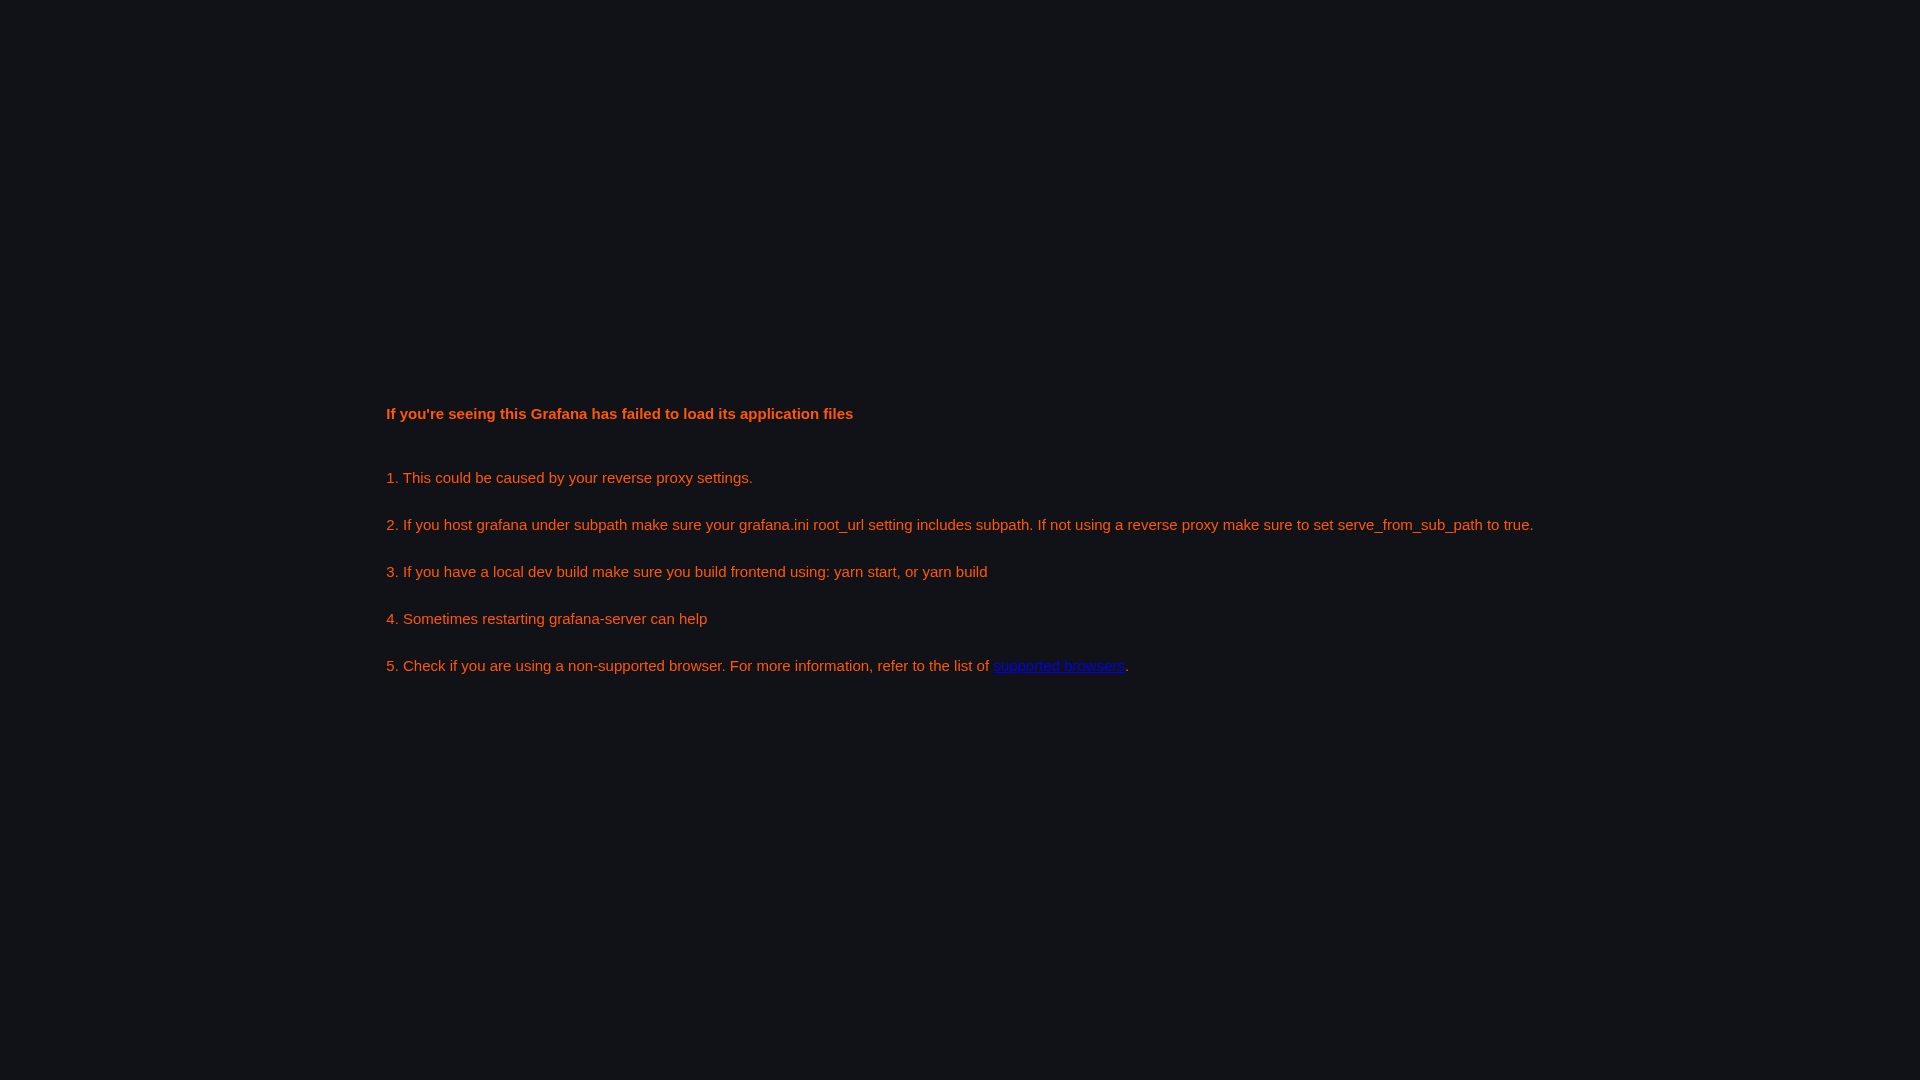 If you're seeing this Grafana has failed to load its application files
1. This could be caused by your reverse proxy settings.
2. If you host grafana under subpath make sure your grafana.ini root_url setting includes subpath. If not using a reverse proxy make sure to set serve_from_sub_path to true.
3. If you have a local dev build make sure you build frontend using: yarn start, or yarn build
4. Sometimes restarting grafana-server can help
5. Check if you are using a non-supported browser. For more information, refer to the list of supported browsers.